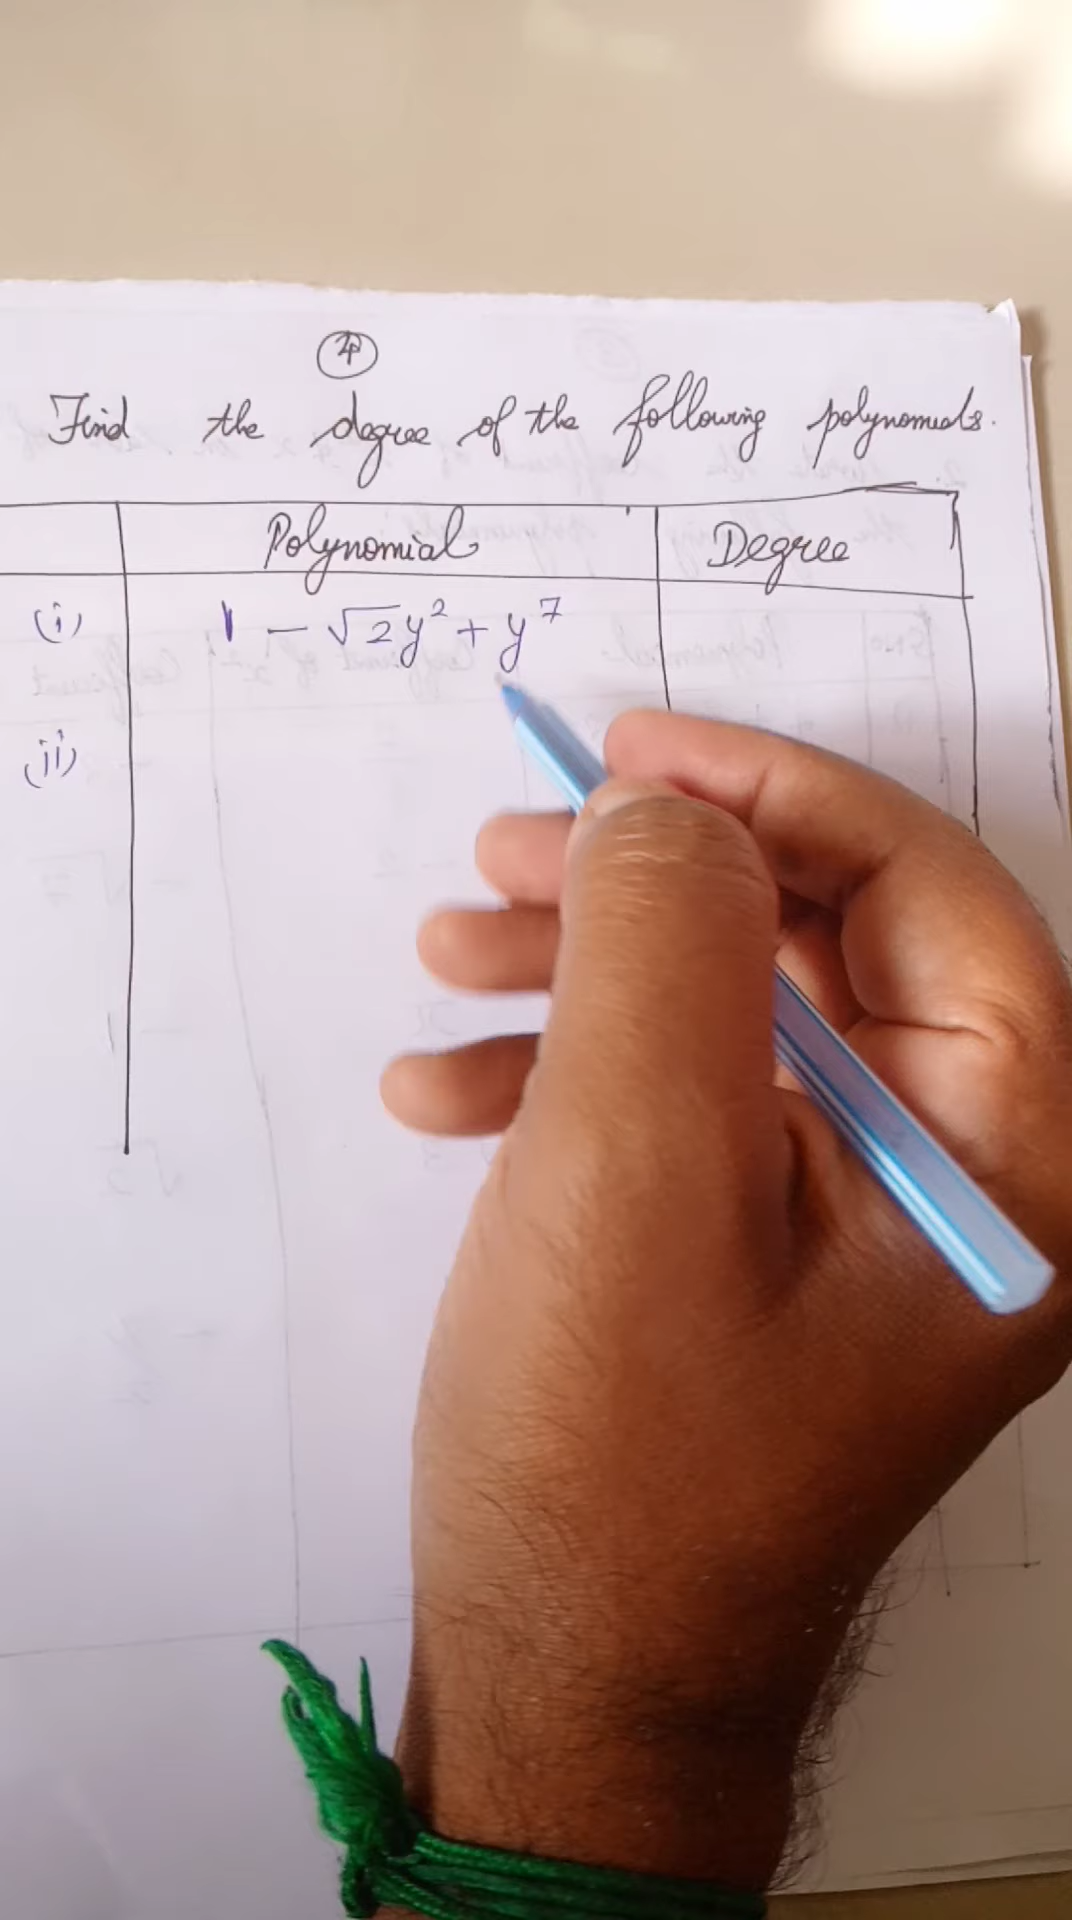 4
Find the degree of the following polynomials.
Polynomial Degree
(i) 1 - √2y² + y⁷
(ii)